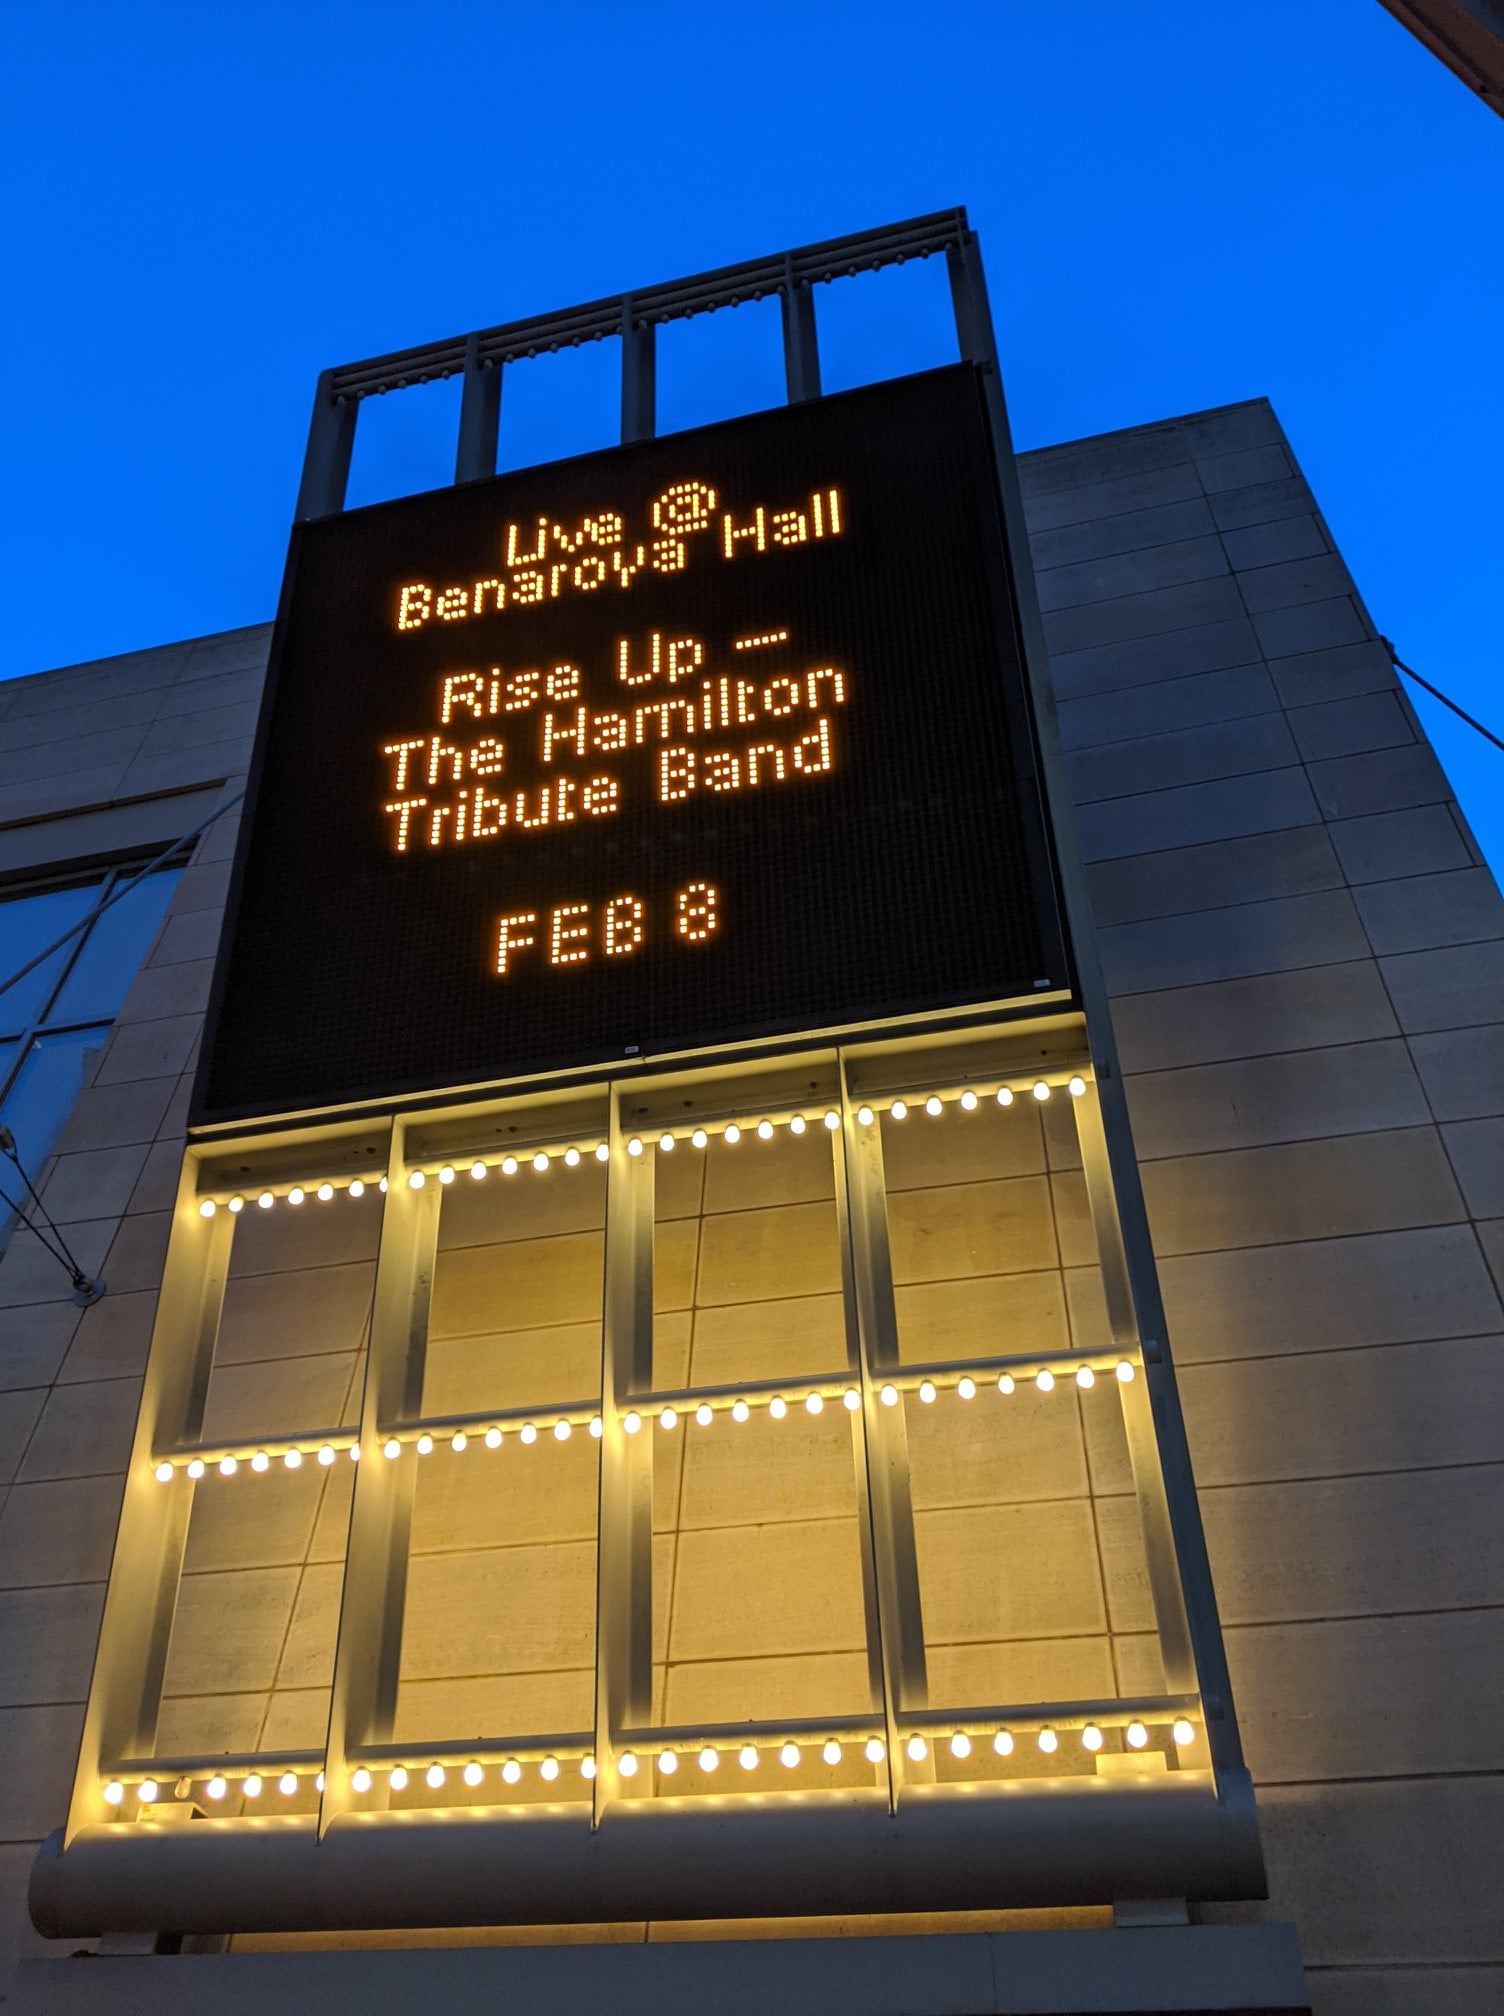 Live @
Benaroya Hall
Rise Up —
The Hamilton
Tribute Band
FEB 8